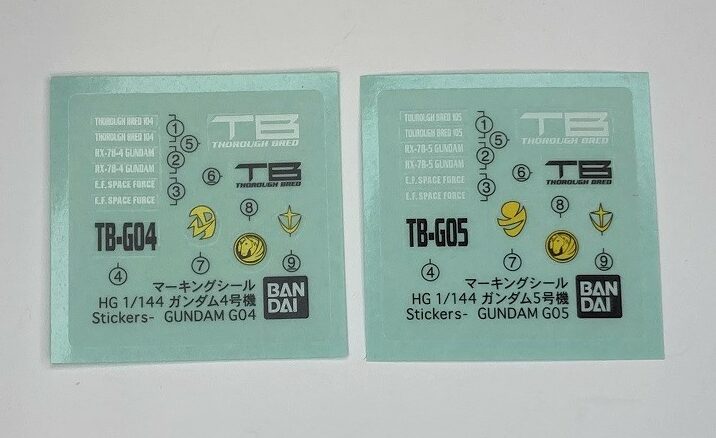 THOROUGH BRED 104
THOROUGH BRED 104
RX-78-4 GUNDAM
RX-78-4 GUNDAM
E.F. SPACE FORCE
E.F. SPACE FORCE
1
2
3
5
TB
THOROUGH BRED
6
TB
THOROUGH BRED
TB-G04
4
7
8
9
マーキングシール
HG 1/144 ガンダム4号機
Stickers- GUNDAM G04
BAN
DAI
THOROUGH BRED 105
THOROUGH BRED 105
RX-78-5 GUNDAM
RX-78-5 GUNDAM
E.F. SPACE FORCE
E.F. SPACE FORCE
1
2
3
5
TB
THOROUGH BRED
6
TB
THOROUGH BRED
TB-G05
4
7
8
9
マーキングシール
HG 1/144 ガンダム5号機
Stickers- GUNDAM G05
BAN
DAI